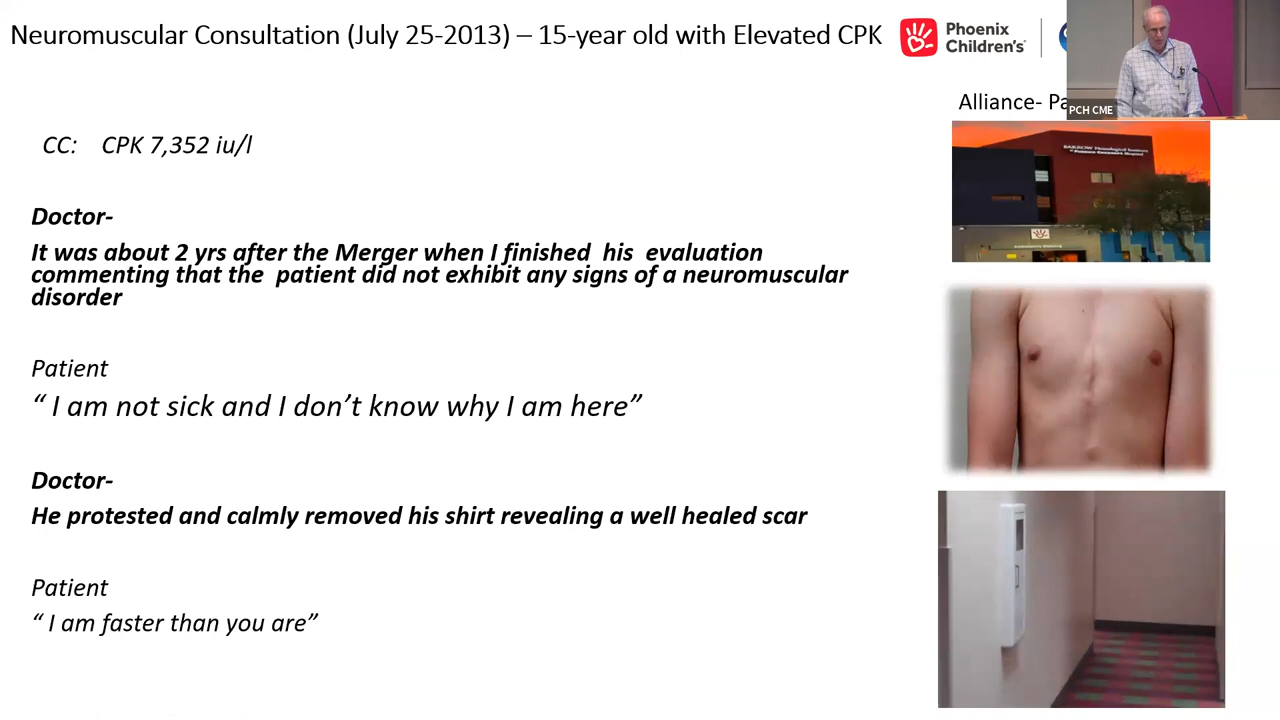 Neuromuscular Consultation (July 25-2013) – 15-year old with Elevated CPK
Phoenix
Children's
PCH CME
Alliance-
CC: CPK 7,352 iu/l
Doctor-
It was about 2 yrs after the Merger when I finished his evaluation
commenting that the patient did not exhibit any signs of a neuromuscular
disorder
Patient
“ I am not sick and I don’t know why I am here”
Doctor-
He protested and calmly removed his shirt revealing a well healed scar
Patient
“ I am faster than you are”